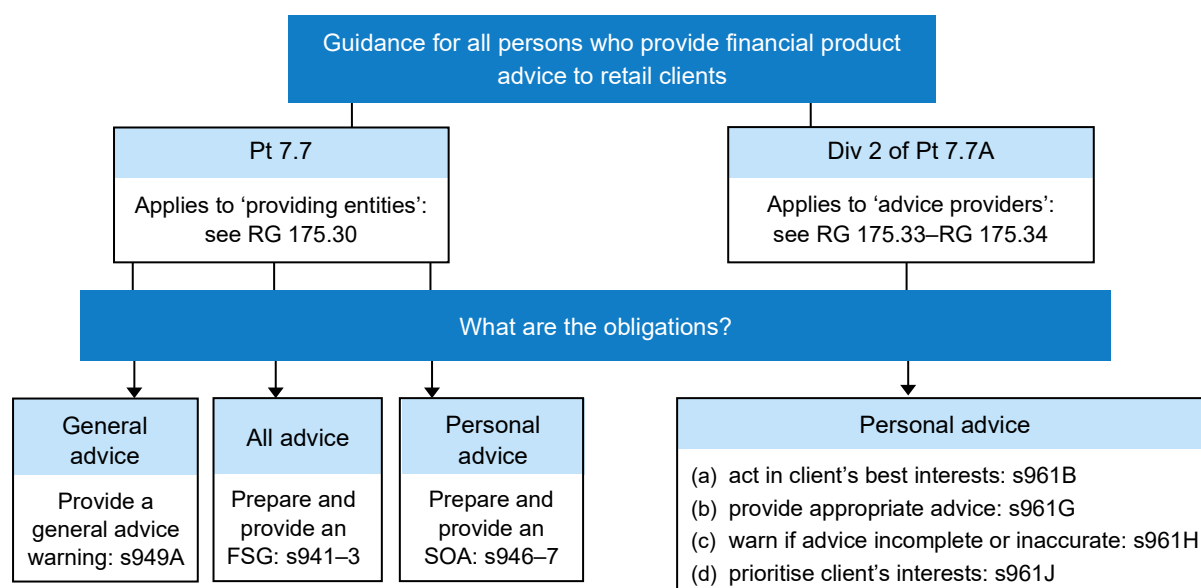 Guidance for all persons who provide financial product
advice to retail clients
Pt 7.7
Applies to ‘providing entities’:
see RG 175.30
Div 2 of Pt 7.7A
Applies to ‘advice providers’:
see RG 175.33–RG 175.34
What are the obligations?
General
advice
Provide a
general advice
warning: s949A
All advice
Prepare and
provide an
FSG: s941–3
Personal
advice
Prepare and
provide an
SOA: s946–7
Personal advice
(a) act in client’s best interests: s961B
(b) provide appropriate advice: s961G
(c) warn if advice incomplete or inaccurate: s961H
(d) prioritise client’s interests: s961J